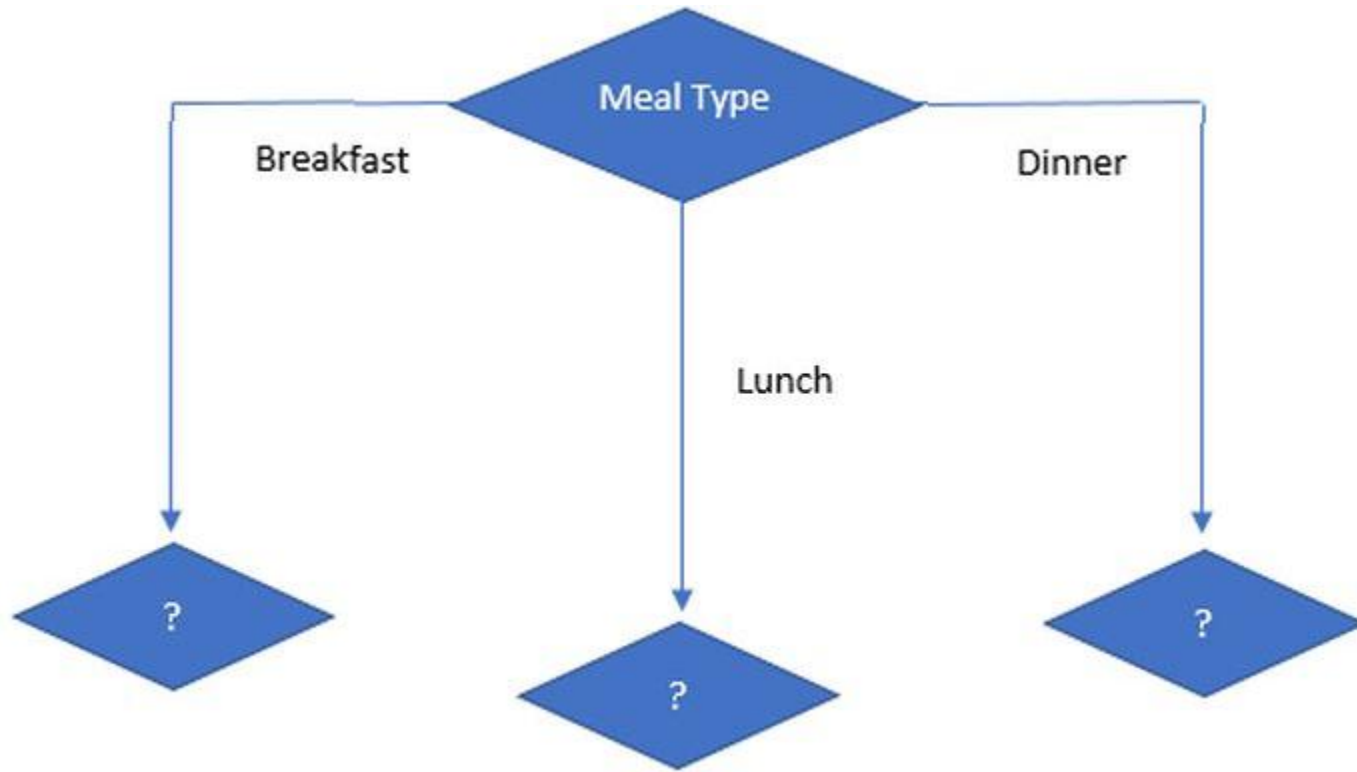 Meal Type
Breakfast
Dinner
Lunch
?
?
?